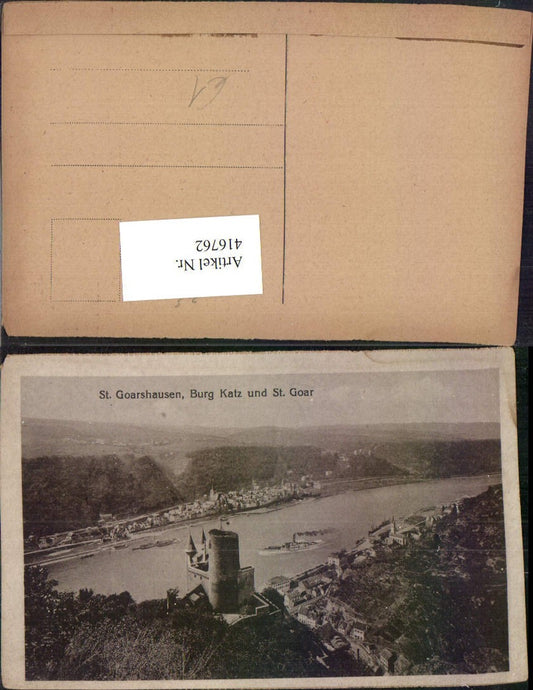 Artikel Nr.
416762
St. Goarshausen, Burg Katz und St. Goar